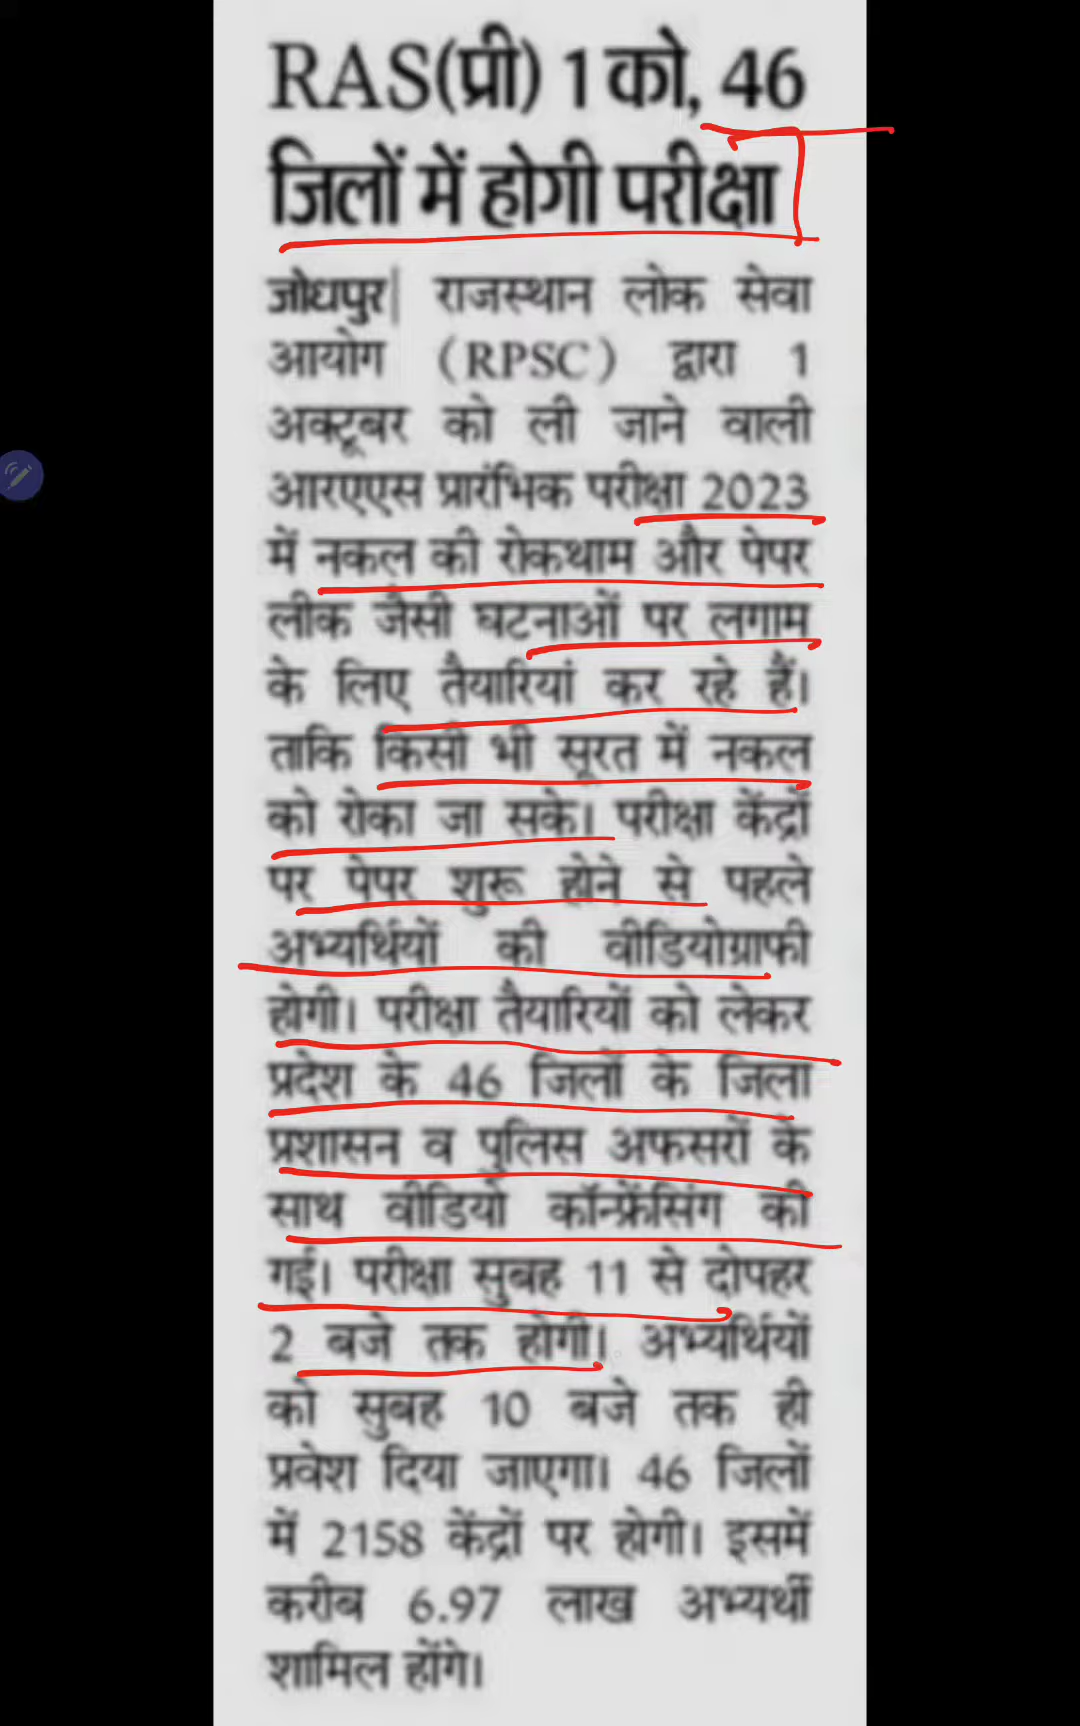 RAS(प्री) 1 को, 46
जिलों में होगी परीक्षा
जोधपुर| राजस्थान लोक सेवा
आयोग (RPSC) द्वारा 1
अक्टूबर को ली जाने वाली
आरएएस प्रारंभिक परीक्षा 2023
में नकल की रोकथाम और पेपर
लीक जैसी घटनाओं पर लगाम
के लिए तैयारियां कर रहे हैं।
ताकि किसी भी सूरत में नकल
को रोका जा सके। परीक्षा केंद्रों
पर पेपर शुरू होने से पहले
अभ्यर्थियों की वीडियोग्राफी
होगी। परीक्षा तैयारियों को लेकर
प्रदेश के 46 जिलों के जिला
प्रशासन व पुलिस अफसरों के
साथ वीडियो कॉन्फ्रेंसिंग की
गई। परीक्षा सुबह 11 से दोपहर
2 बजे तक होगी। अभ्यर्थियों
को सुबह 10 बजे तक ही
प्रवेश दिया जाएगा। 46 जिलों
में 2158 केंद्रों पर होगी। इसमें
करीब 6.97 लाख अभ्यर्थी
शामिल होंगे।